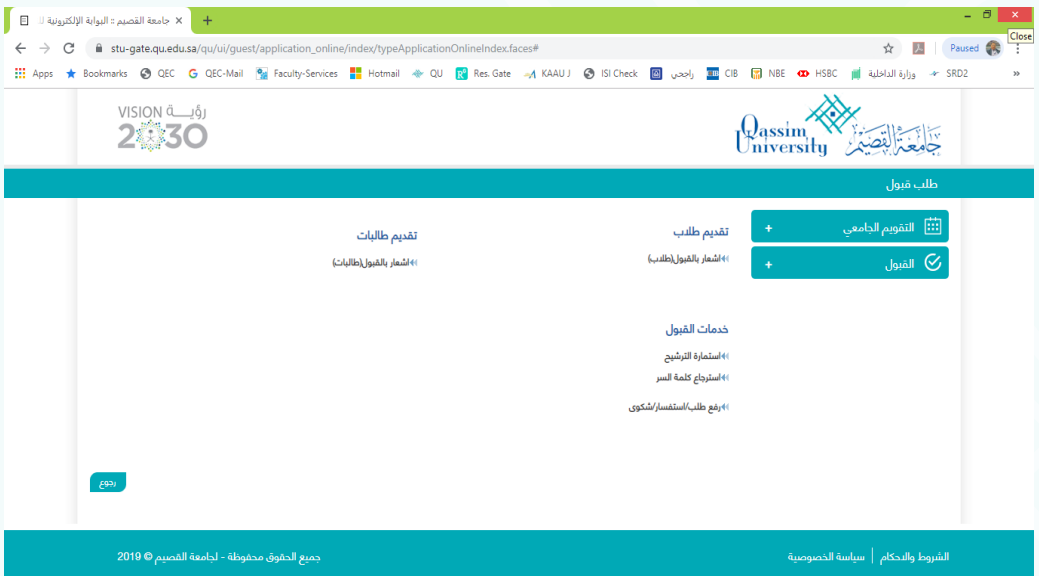 جامعة القصيم :: البوابة الإلكترونية لل
Close
stu-gate.qu.edu.sa/qu/ui/guest/application_online/index/typeApplicationOnlineIndex.faces#
Paused
Apps Bookmarks QEC QEC-Mail Faculty-Services Hotmail QU Res. Gate KAAU J ISI Check راجحي CIB NBE HSBC وزارة الداخلية SRD2 »
VISION رؤيـــة
2030
Qassim
University
جامعة القصيم
طلب قبول
التقويم الجامعي +
القبول +
تقديم طلاب
اشعار بالقبول(طلاب)
تقديم طالبات
اشعار بالقبول(طالبات)
خدمات القبول
استمارة الترشيح
استرجاع كلمة السر
رفع طلب/استفسار/شكوى
رجوع
الشروط والاحكام | سياسة الخصوصية
جميع الحقوق محفوظة - لجامعة القصيم © 2019